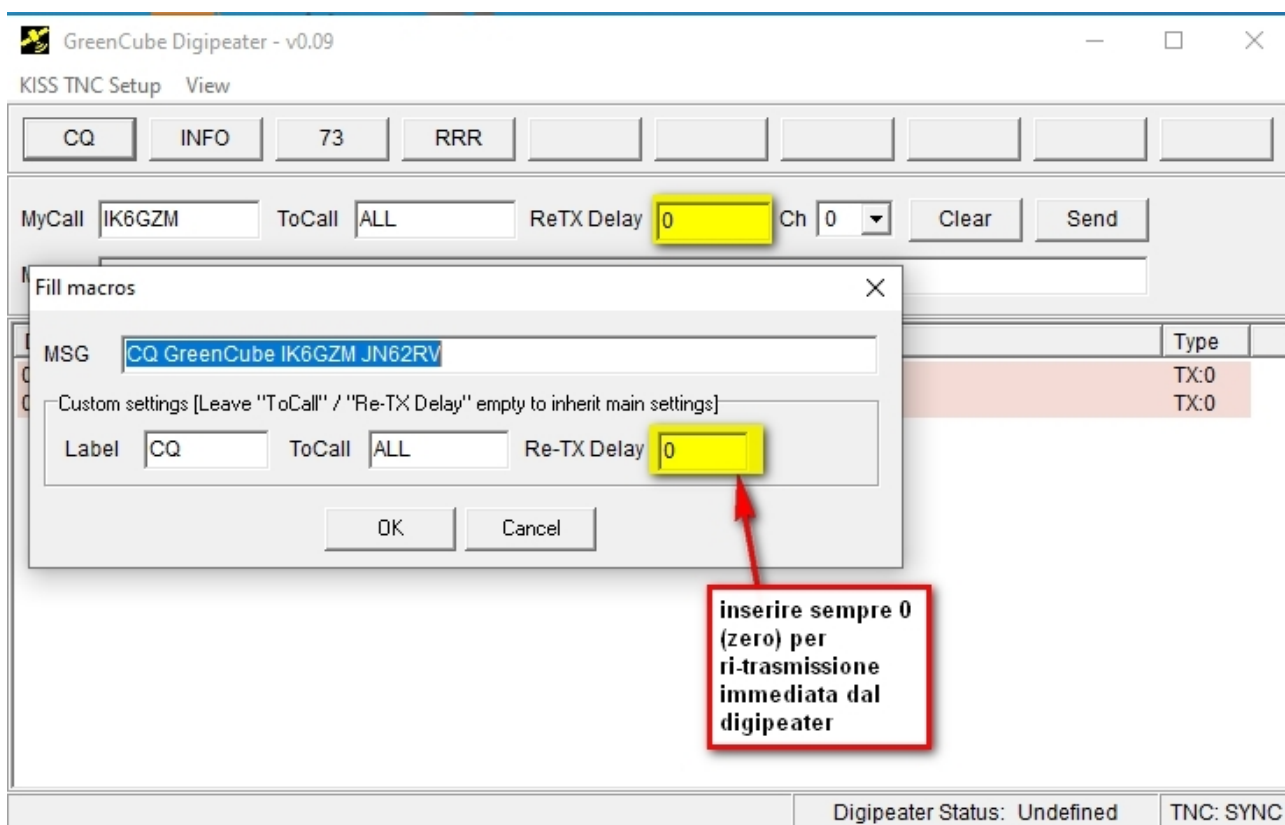 GreenCube Digipeater - v0.09
KISS TNC Setup View
CQ INFO 73 RRR
MyCall IK6GZM ToCall ALL ReTX Delay 0 Ch 0 Clear Send
Fill macros
MSG CQ GreenCube IK6GZM JN62RV
Custom settings [Leave "ToCall" / "Re-TX Delay" empty to inherit main settings]
Label CQ ToCall ALL Re-TX Delay 0
OK Cancel
Type
TX:0
TX:0
inserire sempre 0
(zero) per
ri-trasmissione
immediata dal
digipeater
Digipeater Status: Undefined TNC: SYNC